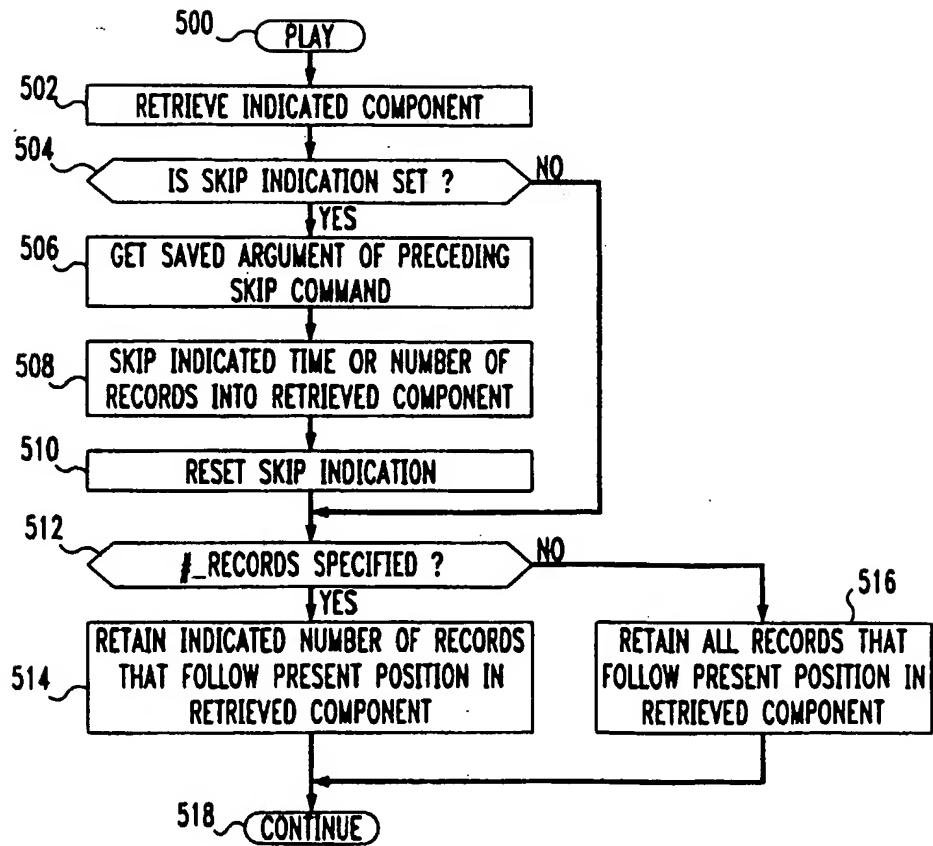 500
PLAY
502
RETRIEVE INDICATED COMPONENT
504
IS SKIP INDICATION SET ?
NO
YES
506
GET SAVED ARGUMENT OF PRECEDING
SKIP COMMAND
508
SKIP INDICATED TIME OR NUMBER OF
RECORDS INTO RETRIEVED COMPONENT
510
RESET SKIP INDICATION
512
#_RECORDS SPECIFIED ?
NO
YES
514
RETAIN INDICATED NUMBER OF RECORDS
THAT FOLLOW PRESENT POSITION IN
RETRIEVED COMPONENT
516
RETAIN ALL RECORDS THAT
FOLLOW PRESENT POSITION IN
RETRIEVED COMPONENT
518
CONTINUE